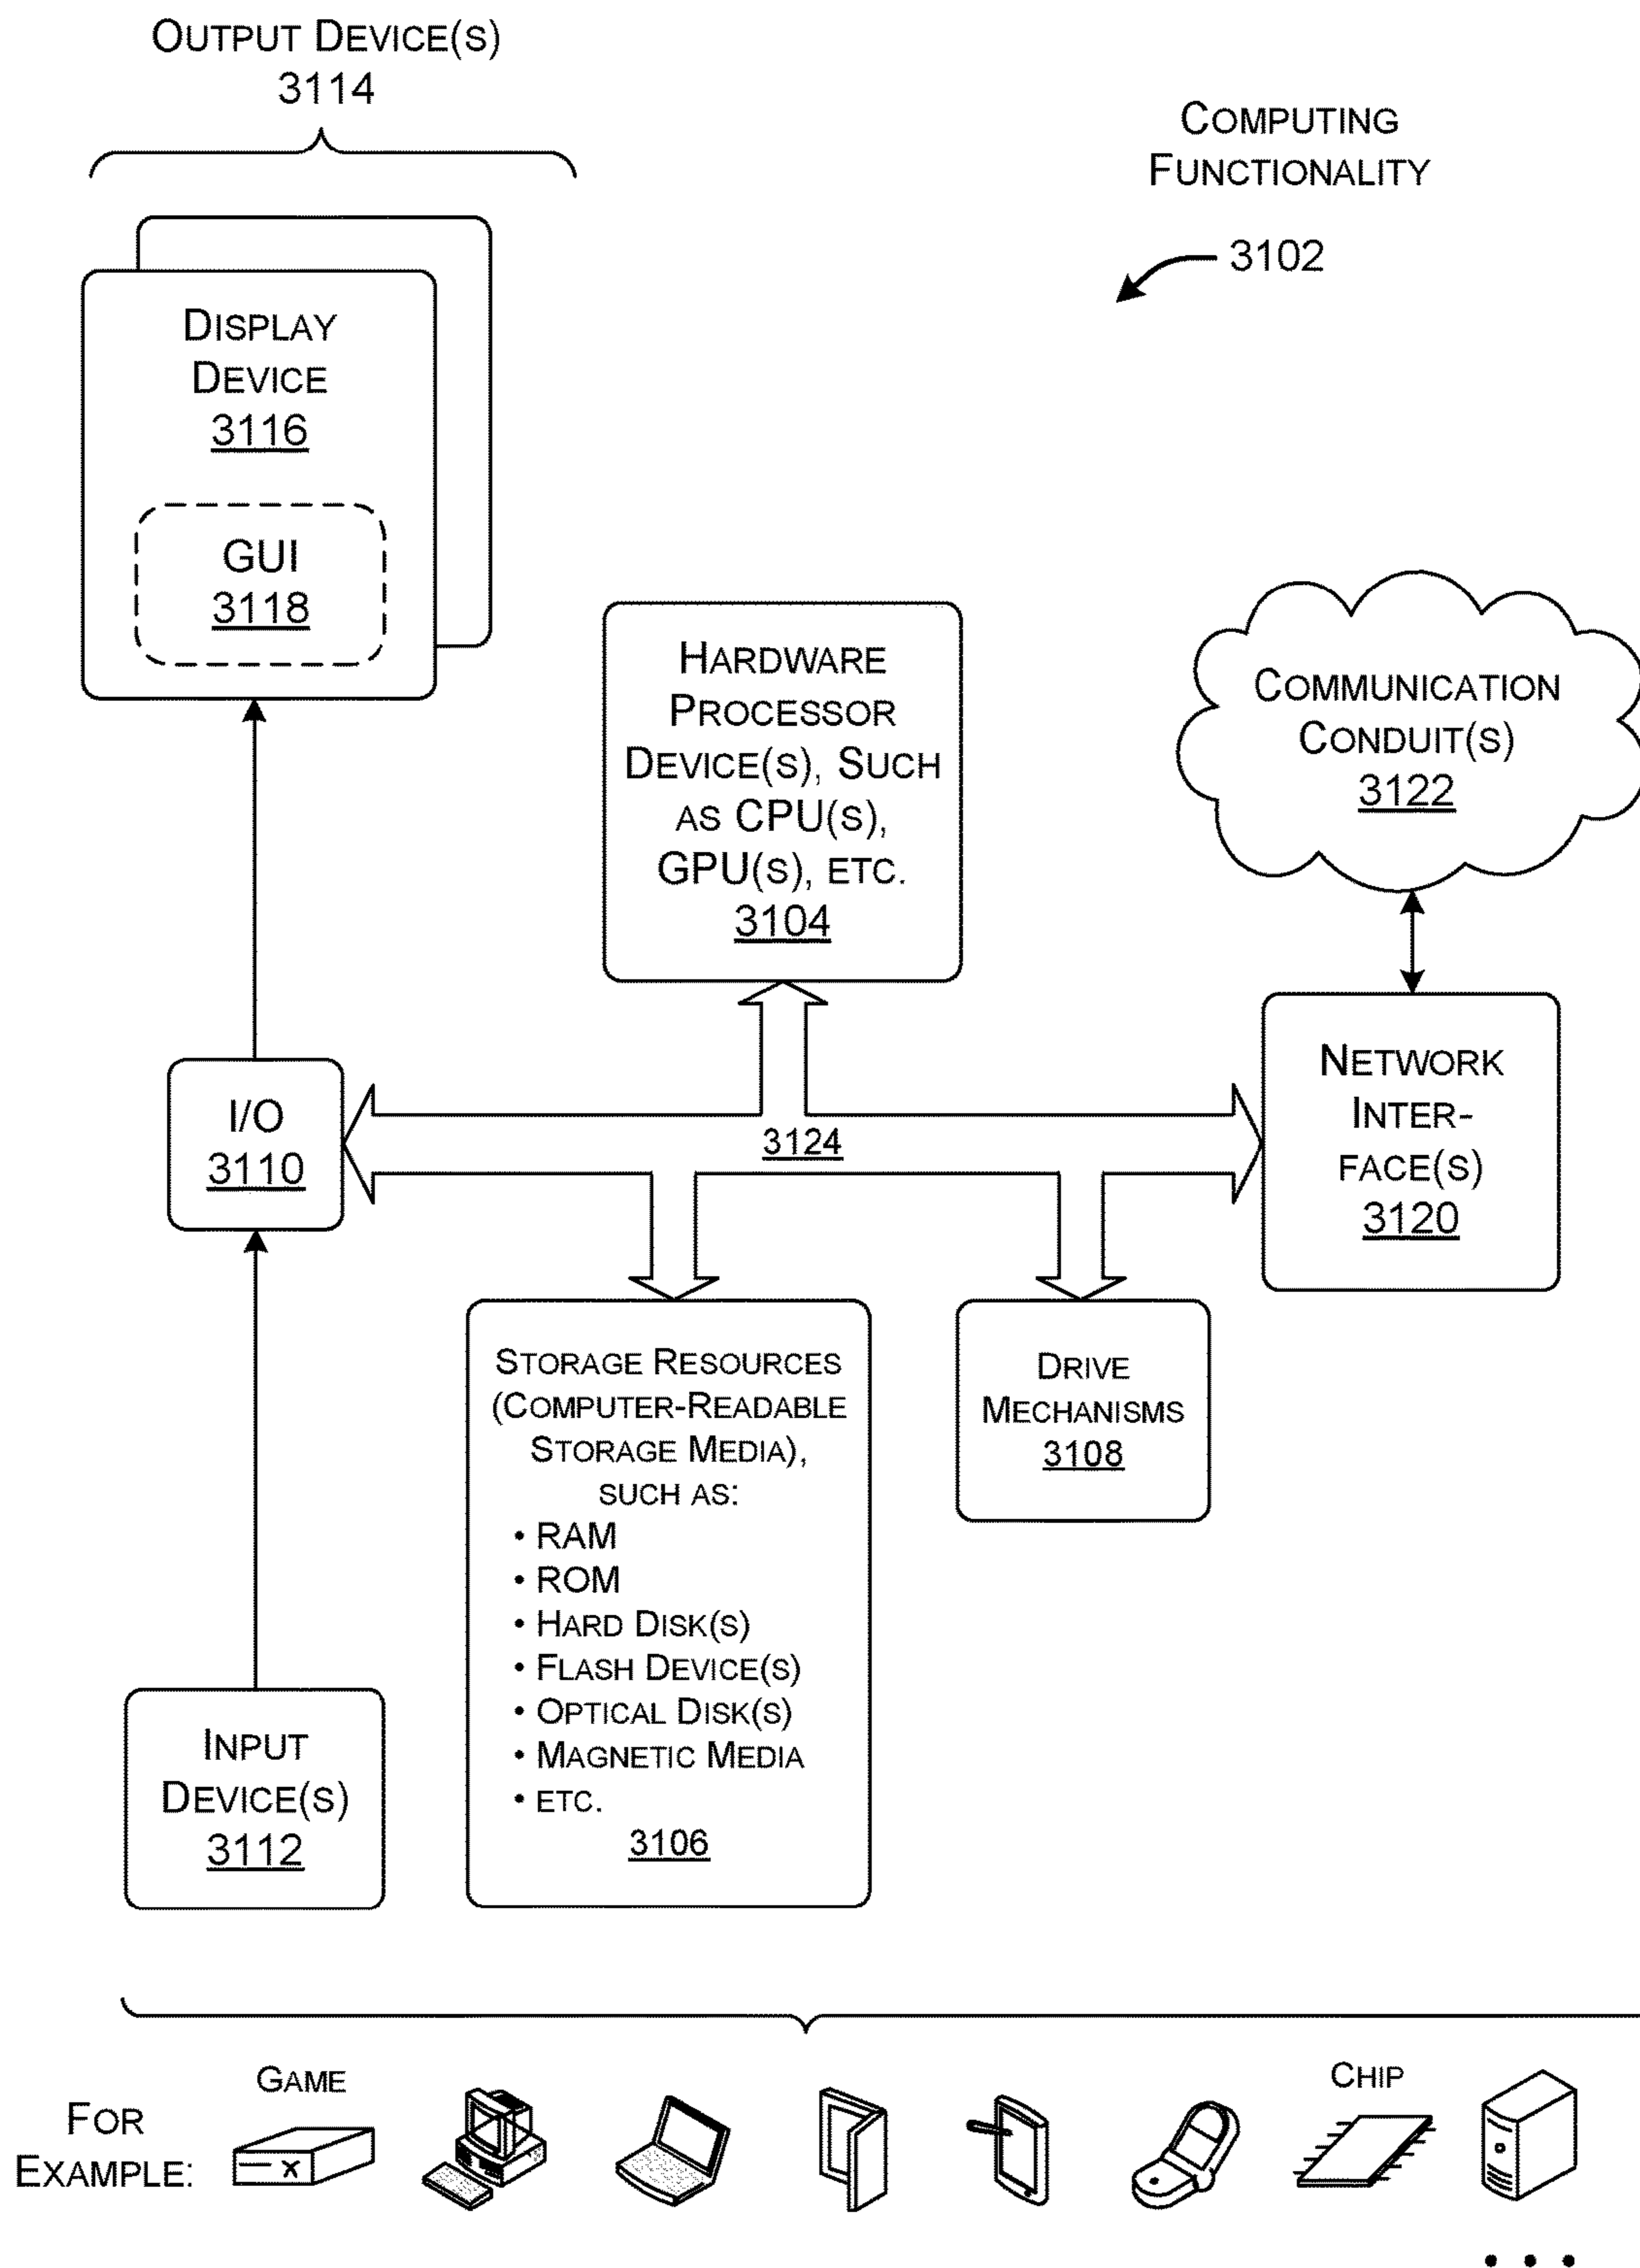 OUTPUT DEVICE(S)
3114
COMPUTING
FUNCTIONALITY
3102
DISPLAY
DEVICE
3116
GUI
3118
HARDWARE
PROCESSOR
DEVICE(S), SUCH
AS CPU(S),
GPU(S), ETC.
3104
COMMUNICATION
CONDUIT(S)
3122
I/O
3110
3124
NETWORK
INTER-
FACE(S)
3120
STORAGE RESOURCES
(COMPUTER-READABLE
STORAGE MEDIA),
SUCH AS:
• RAM
• ROM
• HARD DISK(S)
• FLASH DEVICE(S)
• OPTICAL DISK(S)
• MAGNETIC MEDIA
• ETC.
3106
DRIVE
MECHANISMS
3108
INPUT
DEVICE(S)
3112
FOR
EXAMPLE:
GAME
CHIP
. . .